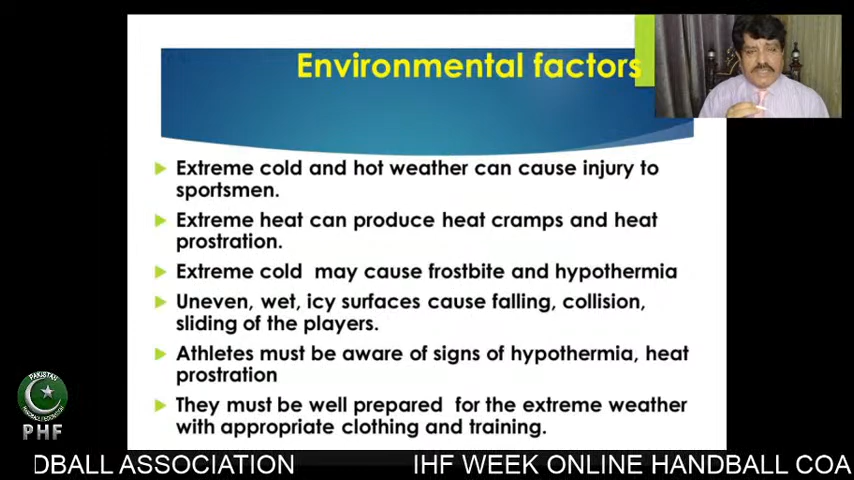 Environmental factors
Extreme cold and hot weather can cause injury to
sportsmen.
Extreme heat can produce heat cramps and heat
prostration.
Extreme cold  may cause frostbite and hypothermia
Uneven, wet, icy surfaces cause falling, collision,
sliding of the players.
Athletes must be aware of signs of hypothermia, heat
prostration
They must be well prepared  for the extreme weather
with appropriate clothing and training.
PAKISTAN
PHF
DBALL ASSOCIATION IHF WEEK ONLINE HANDBALL COA